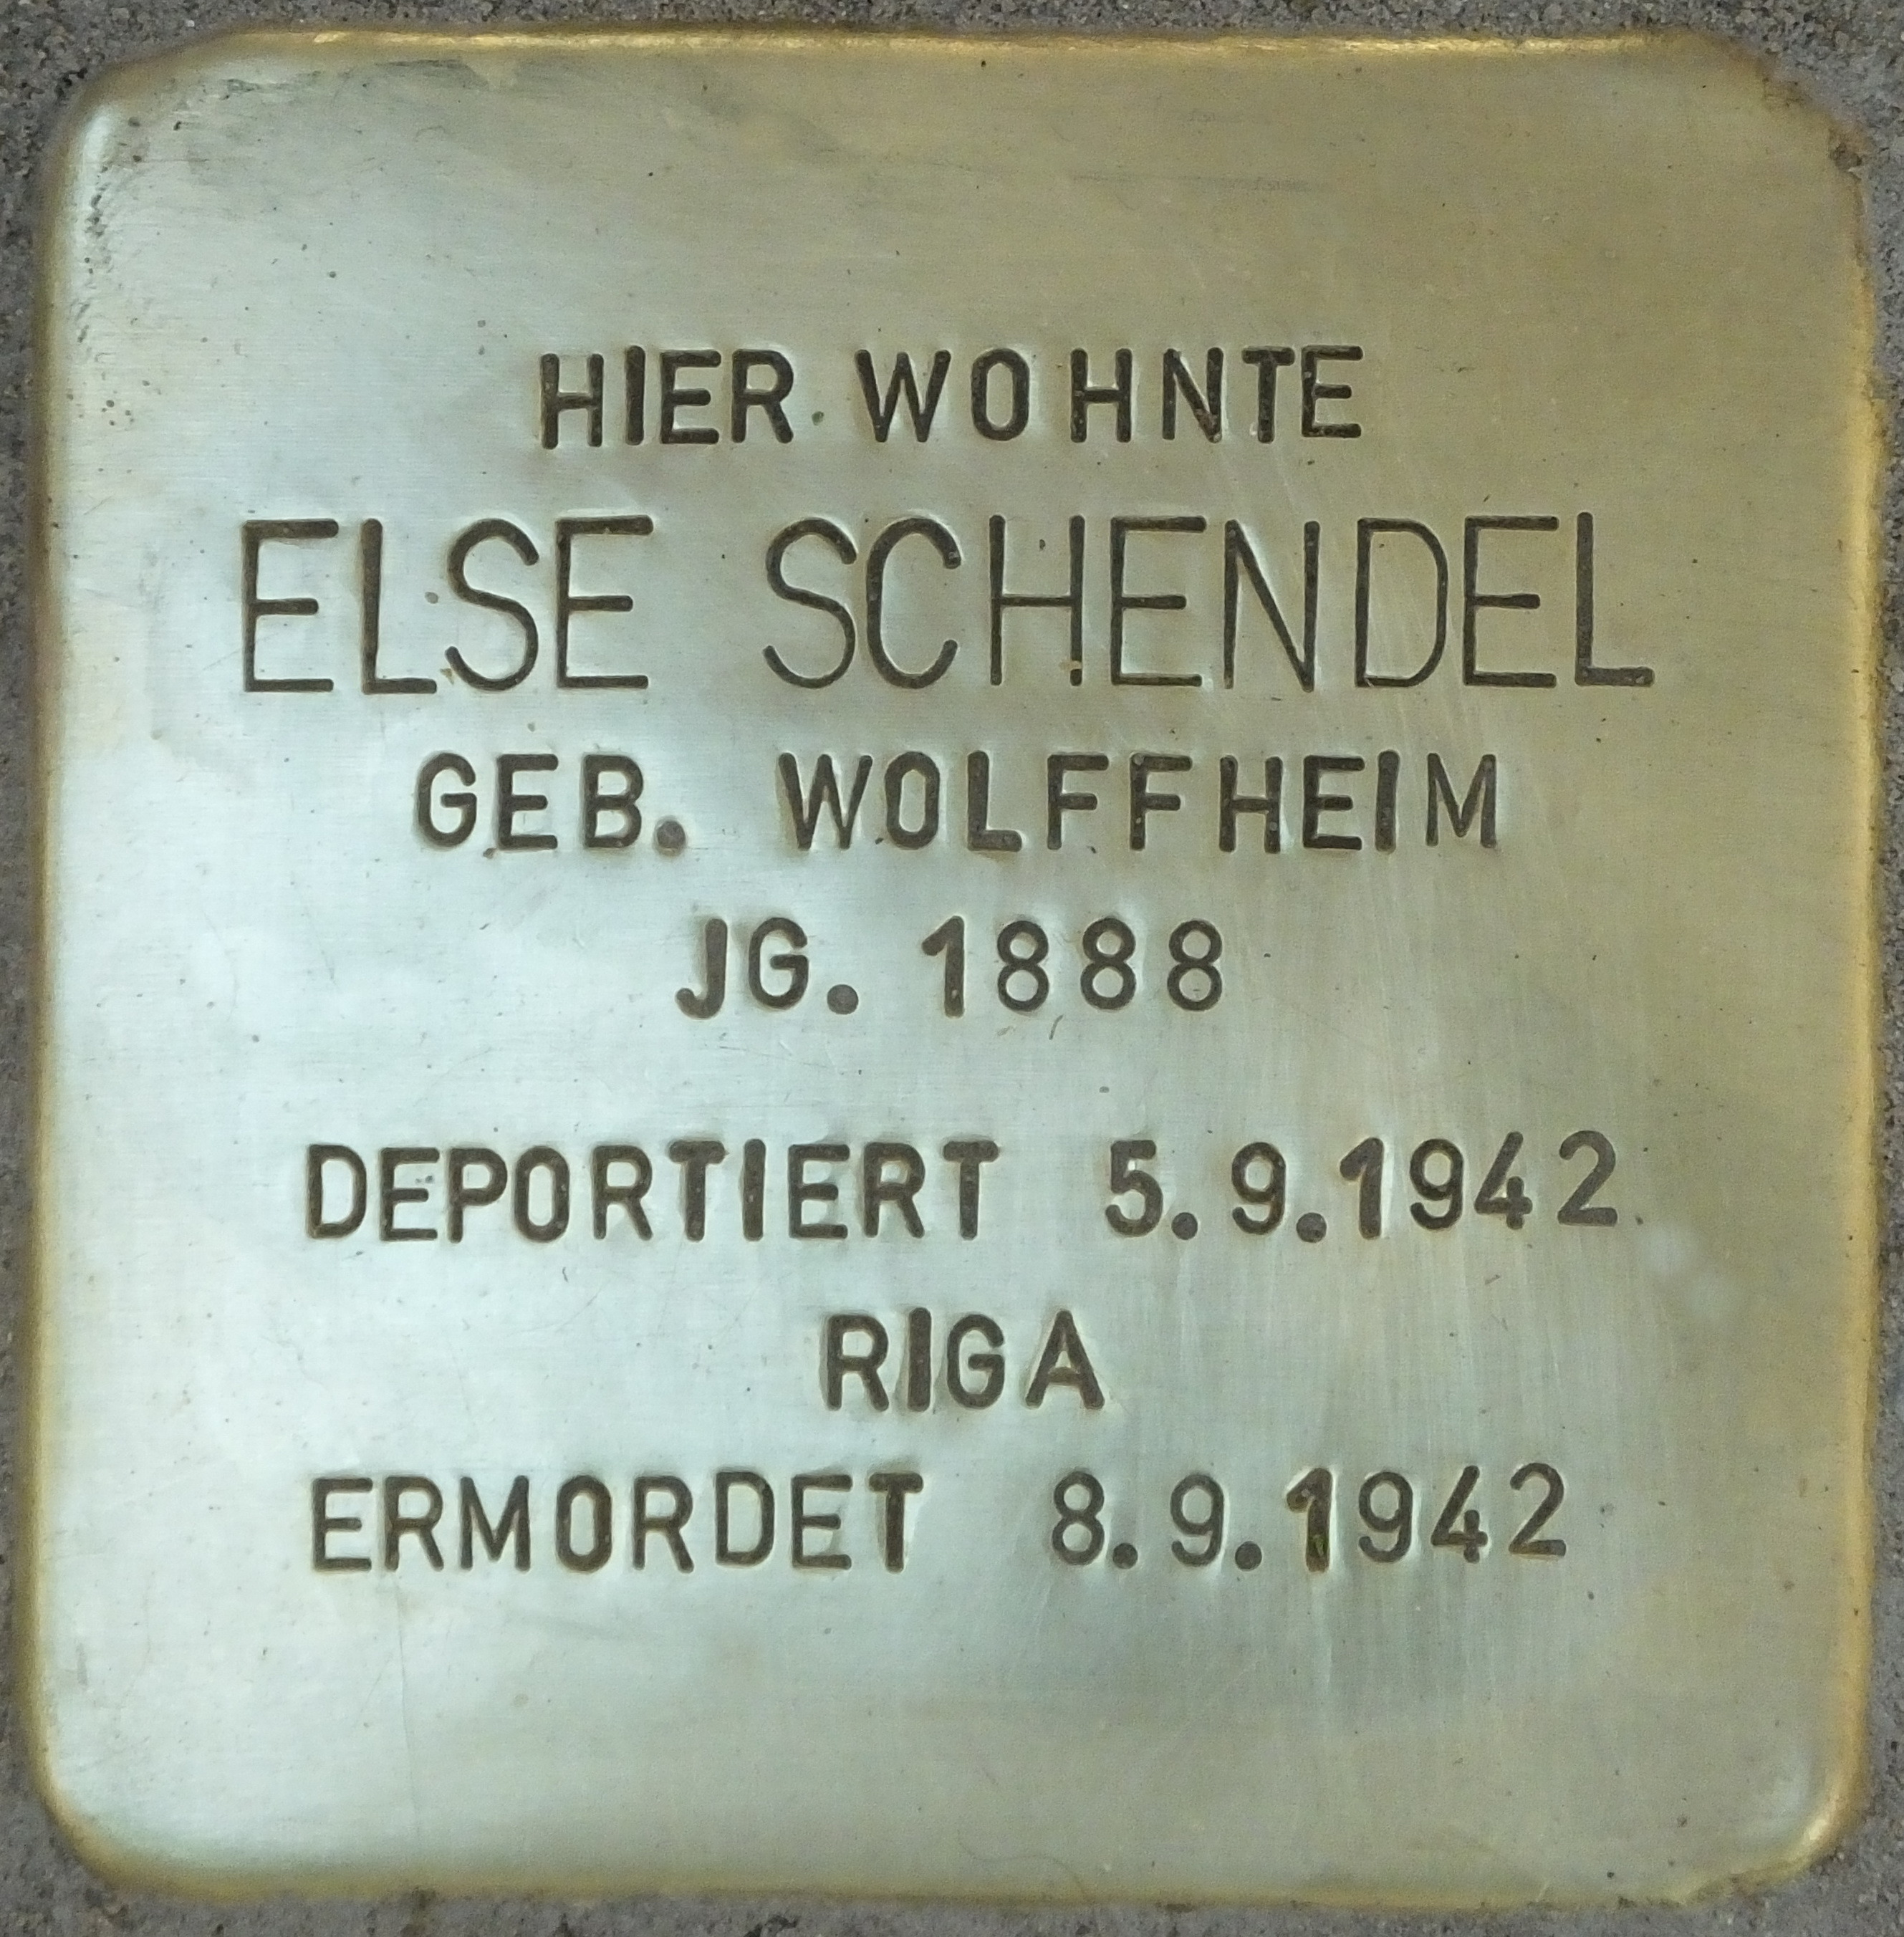 HIER WOHNTE
ELSE SCHENDEL
GEB. WOLFFHEIM
JG. 1888
DEPORTIERT 5.9.1942
RIGA
ERMORDET 8.9.1942